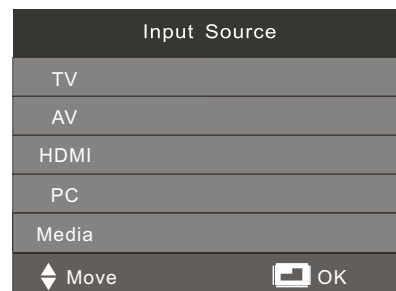 Input Source
TV
AV
HDMI
PC
Media
Move OK